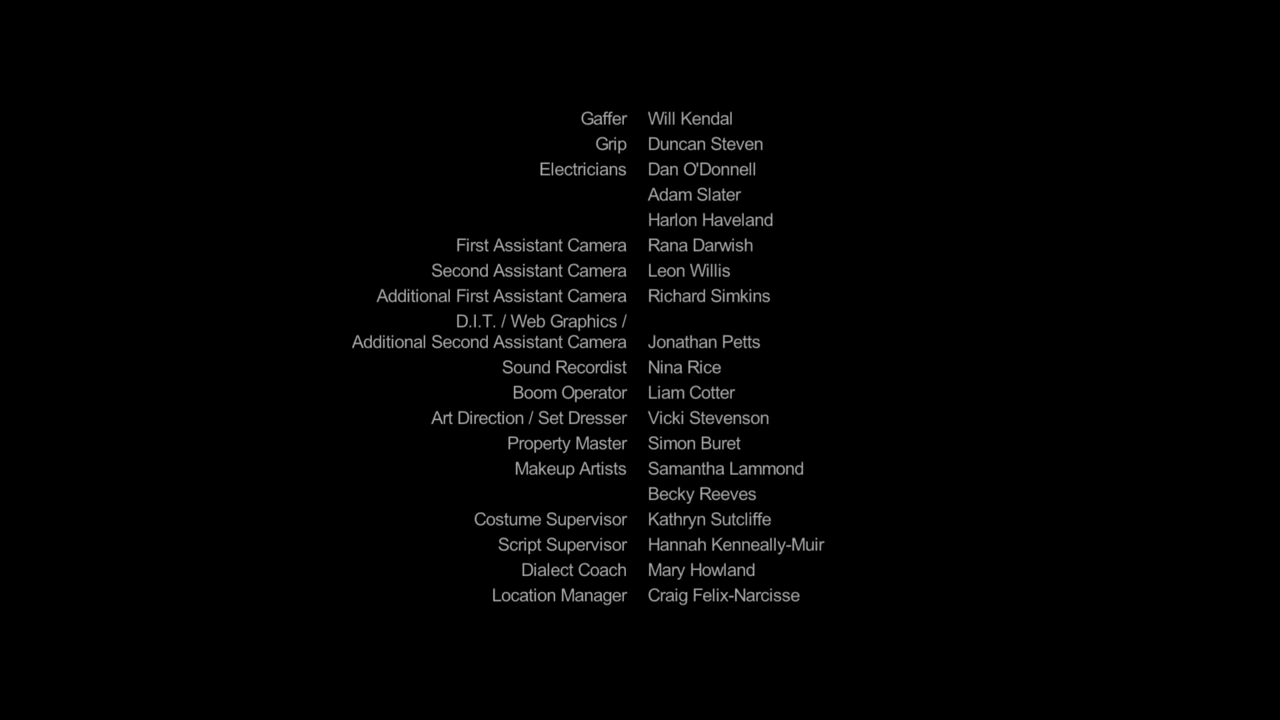 Gaffer Will Kendal
Grip Duncan Steven
Electricians Dan O'Donnell
Adam Slater
Harlon Haveland
First Assistant Camera Rana Darwish
Second Assistant Camera Leon Willis
Additional First Assistant Camera Richard Simkins
D.I.T. / Web Graphics /
Additional Second Assistant Camera Jonathan Petts
Sound Recordist Nina Rice
Boom Operator Liam Cotter
Art Direction / Set Dresser Vicki Stevenson
Property Master Simon Buret
Makeup Artists Samantha Lammond
Becky Reeves
Costume Supervisor Kathryn Sutcliffe
Script Supervisor Hannah Kenneally-Muir
Dialect Coach Mary Howland
Location Manager Craig Felix-Narcisse